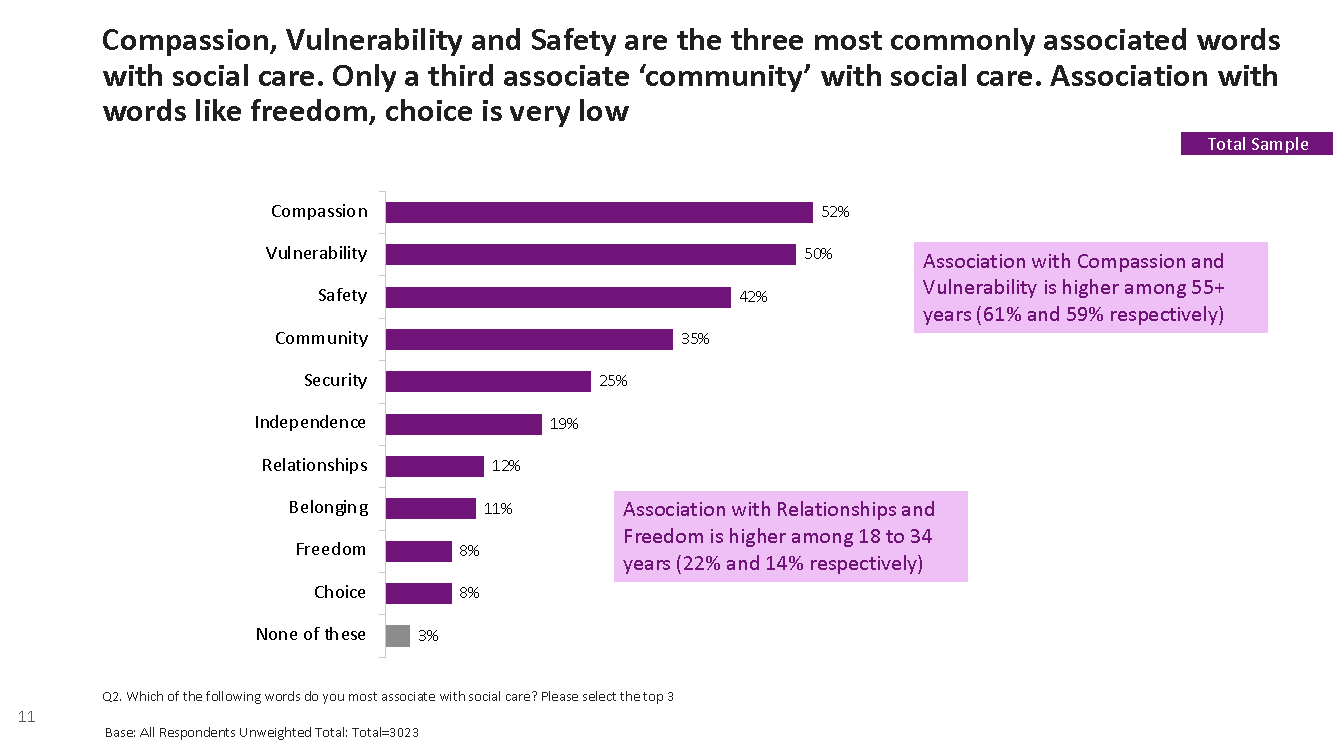 Compassion, Vulnerability and Safety are the three most commonly associated words
with social care. Only a third associate ‘community’ with social care. Association with
words like freedom, choice is very low
Total Sample
Compassion 52%
Vulnerability 50%
Safety 42%
Community 35%
Security 25%
Independence 19%
Relationships 12%
Belonging 11%
Freedom 8%
Choice 8%
None of these 3%
Association with Compassion and
Vulnerability is higher among 55+
years (61% and 59% respectively)
Association with Relationships and
Freedom is higher among 18 to 34
years (22% and 14% respectively)
Q2. Which of the following words do you most associate with social care? Please select the top 3
11
Base: All Respondents Unweighted Total: Total=3023